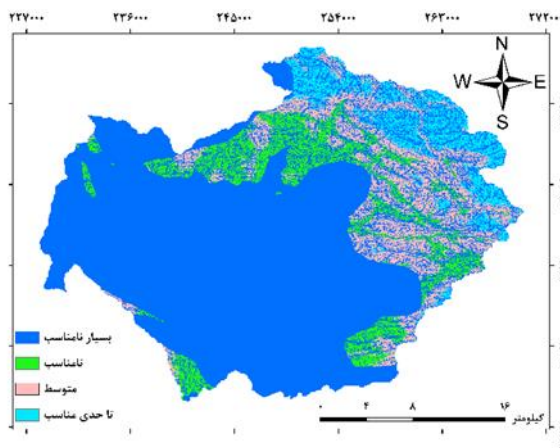 ۲۲۷۰۰۰ ۲۳۶۰۰۰ ۲۴۵۰۰۰ ۲۵۴۰۰۰ ۲۶۳۰۰۰ ۲۷۲۰۰۰
N
W E
S
بسیار نامناسب
نامناسب
متوسط
تا حدی مناسب
۰ ۴ ۸ ۱۶
کیلومتر